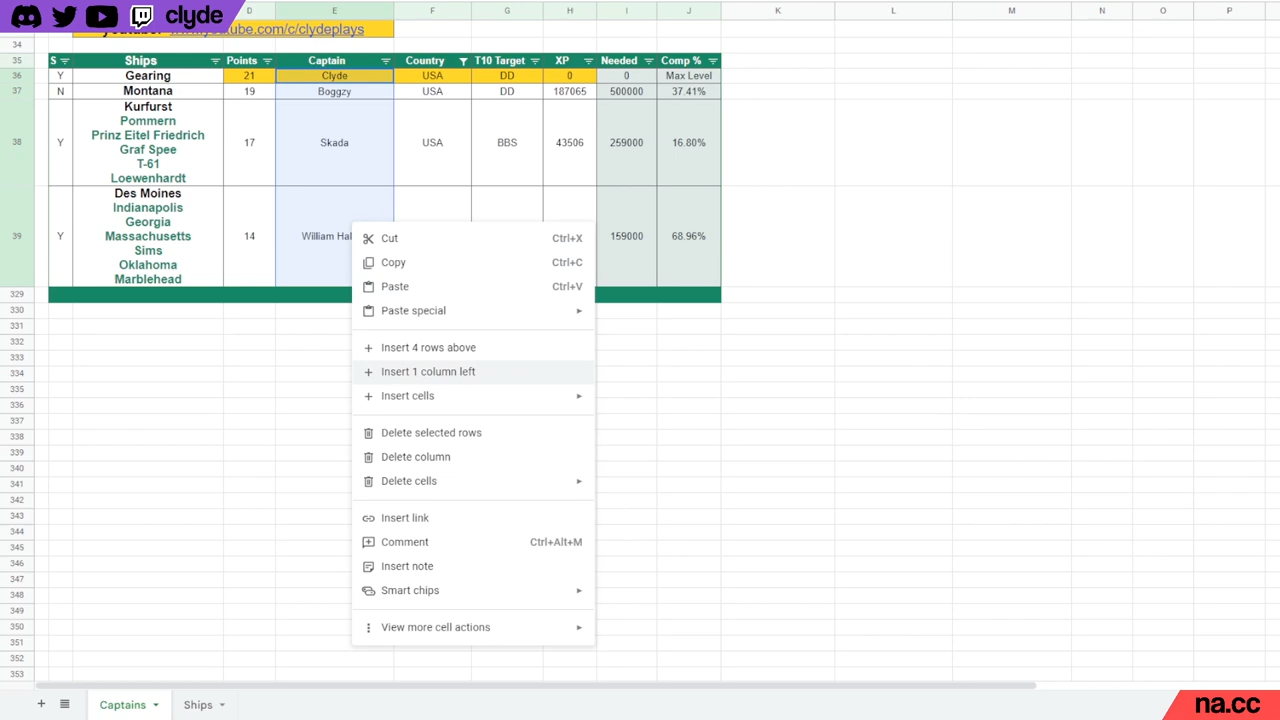 clyde
youtube: www.youtube.com/c/clydeplays
D E F G H I J K L M N O P
34
35 S Ships Points Captain Country T10 Target XP Needed Comp %
36 Y Gearing 21 Clyde USA DD 0 0 Max Level
37 N Montana 19 Boggzy USA DD 187065 500000 37.41%
Kurfurst
Pommern
Prinz Eitel Friedrich
38 Y 17 Skada USA BBS 43506 259000 16.80%
Graf Spee
T-61
Loewenhardt
Des Moines
Indianapolis
Georgia
39 Y Massachusetts 14 William Hal 159000 68.96%
Sims
Oklahoma
Marblehead
329
330
331
332
333
334
335
336
337
338
339
340
341
342
343
344
345
346
347
348
349
350
351
352
353
Cut Ctrl+X
Copy Ctrl+C
Paste Ctrl+V
Paste special
Insert 4 rows above
Insert 1 column left
Insert cells
Delete selected rows
Delete column
Delete cells
Insert link
Comment Ctrl+Alt+M
Insert note
Smart chips
View more cell actions
Captains Ships
na.cc